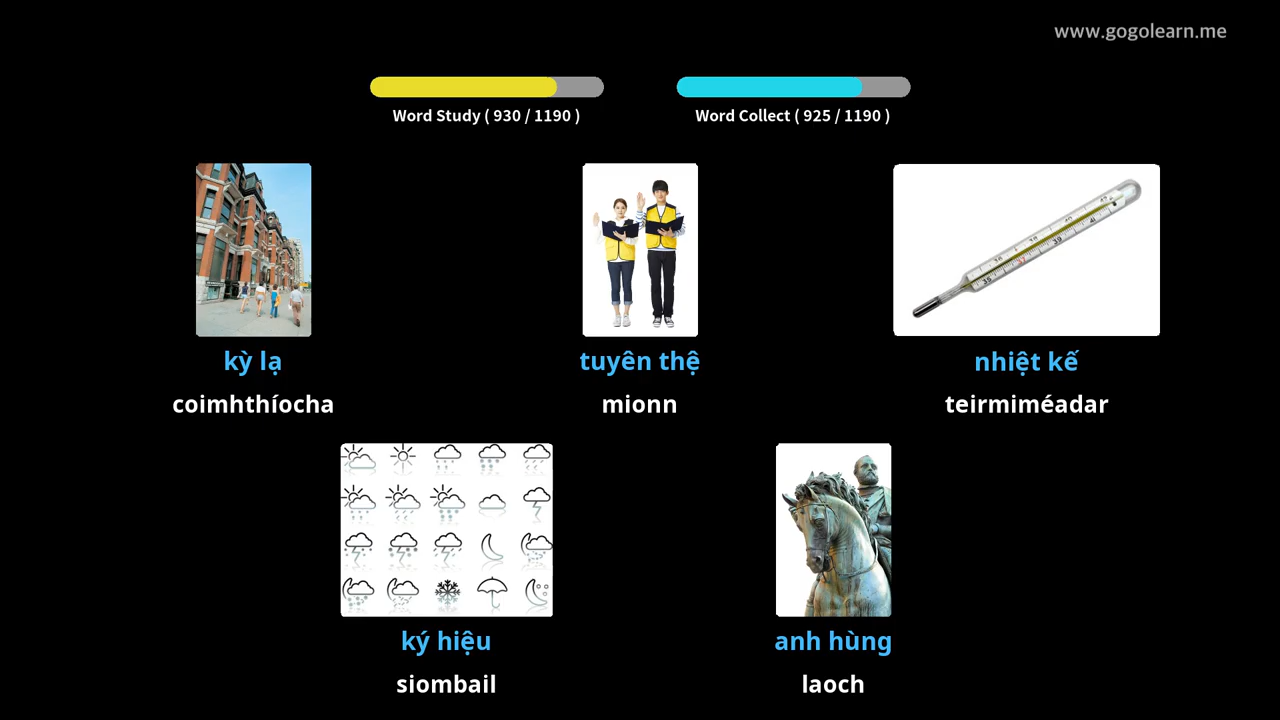 www.gogolearn.me
Word Study ( 930 / 1190 )
Word Collect ( 925 / 1190 )
kỳ lạ
coimhthíocha
tuyên thệ
mionn
nhiệt kế
teirmiméadar
ký hiệu
siombail
anh hùng
laoch